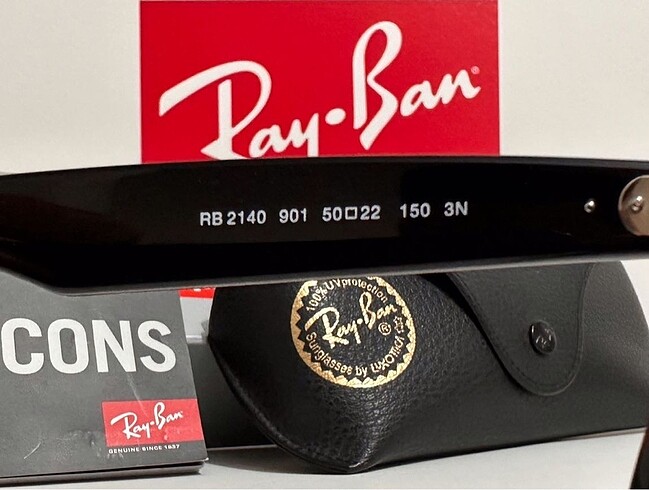 Ray-Ban
RB 2140 901 50□22 150 3N
100% UV protection
Ray-Ban ®
Sunglasses by Luxottica
CONS
Ray-Ban
GENUINE SINCE 1937